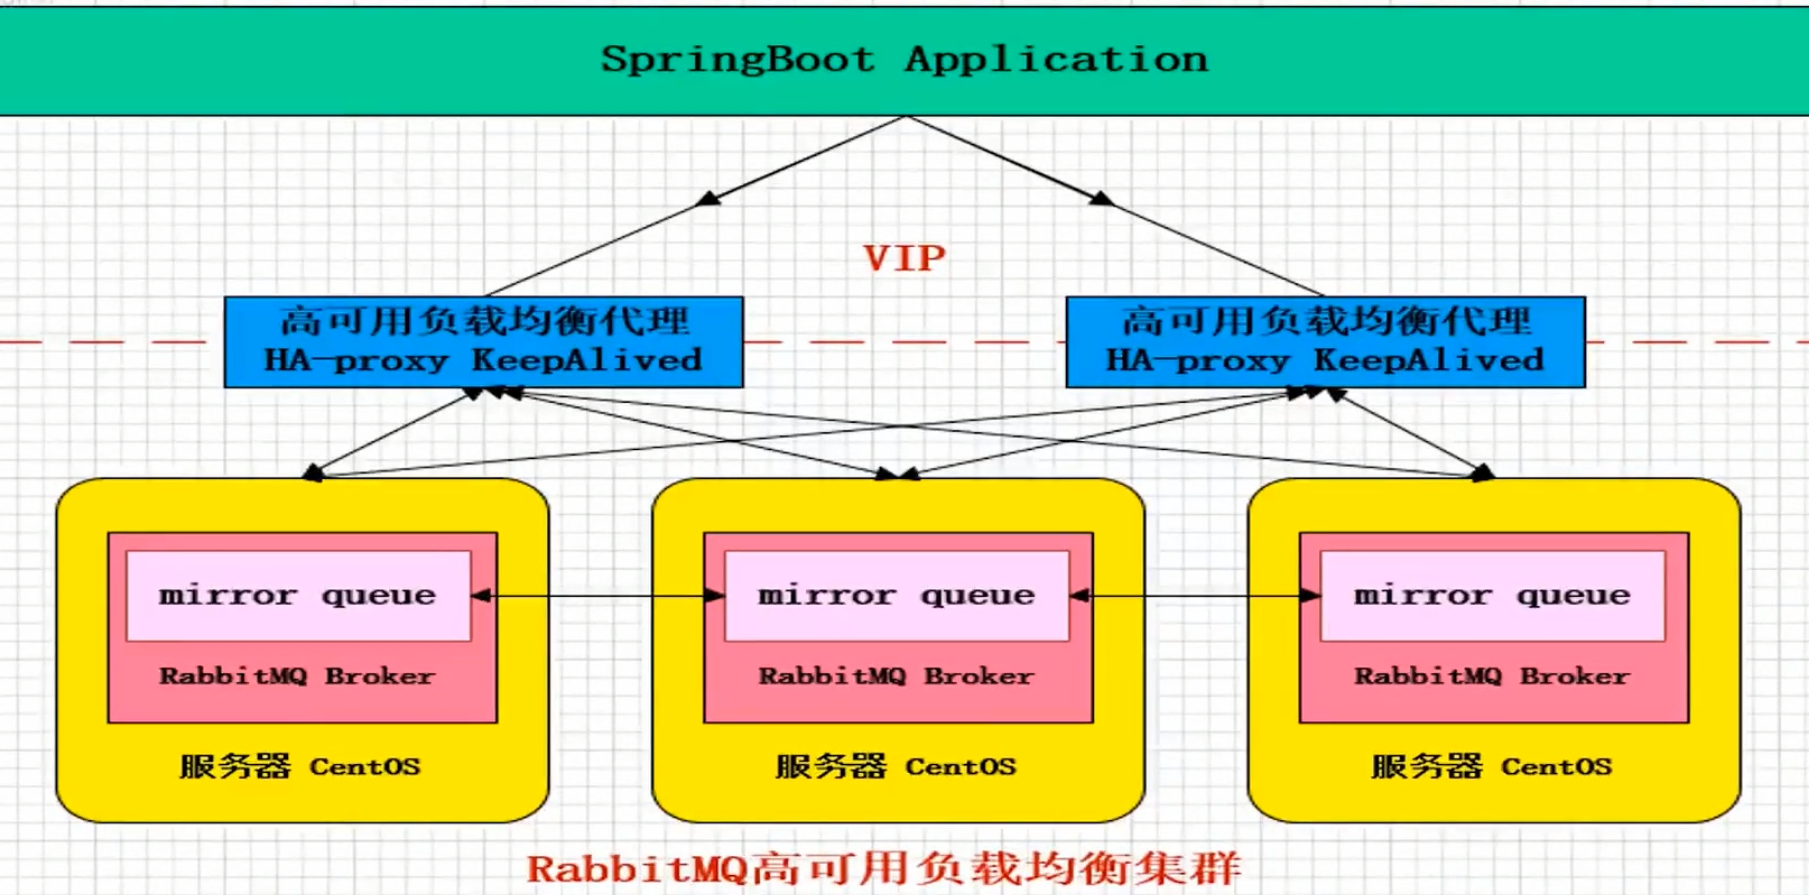 SpringBoot Application
VIP
高可用负载均衡代理
HA-proxy KeepAlived
高可用负载均衡代理
HA-proxy KeepAlived
mirror queue
RabbitMQ Broker
服务器 CentOS
mirror queue
RabbitMQ Broker
服务器 CentOS
mirror queue
RabbitMQ Broker
服务器 CentOS
RabbitMQ高可用负载均衡集群